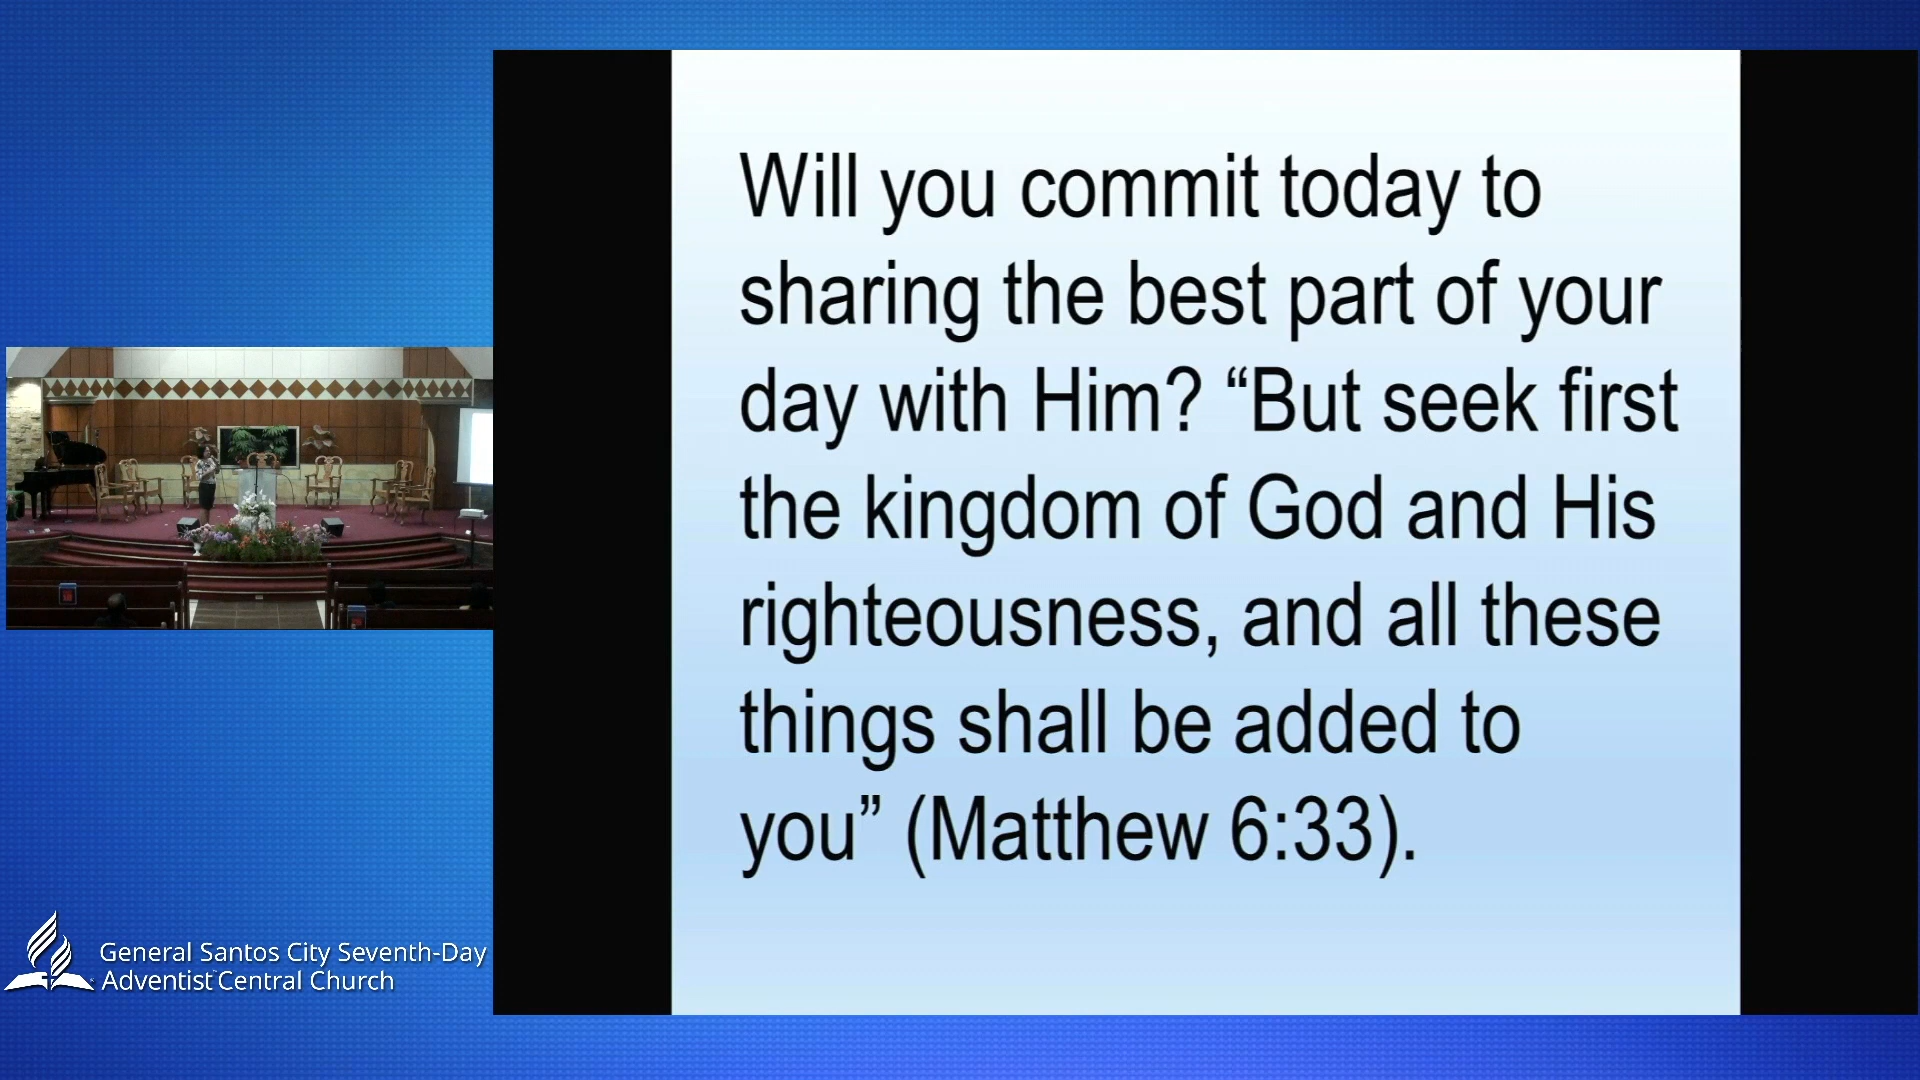 Will you commit today to
sharing the best part of your
day with Him? “But seek first
the kingdom of God and His
righteousness, and all these
things shall be added to
you” (Matthew 6:33).
General Santos City Seventh-Day
Adventist Central Church